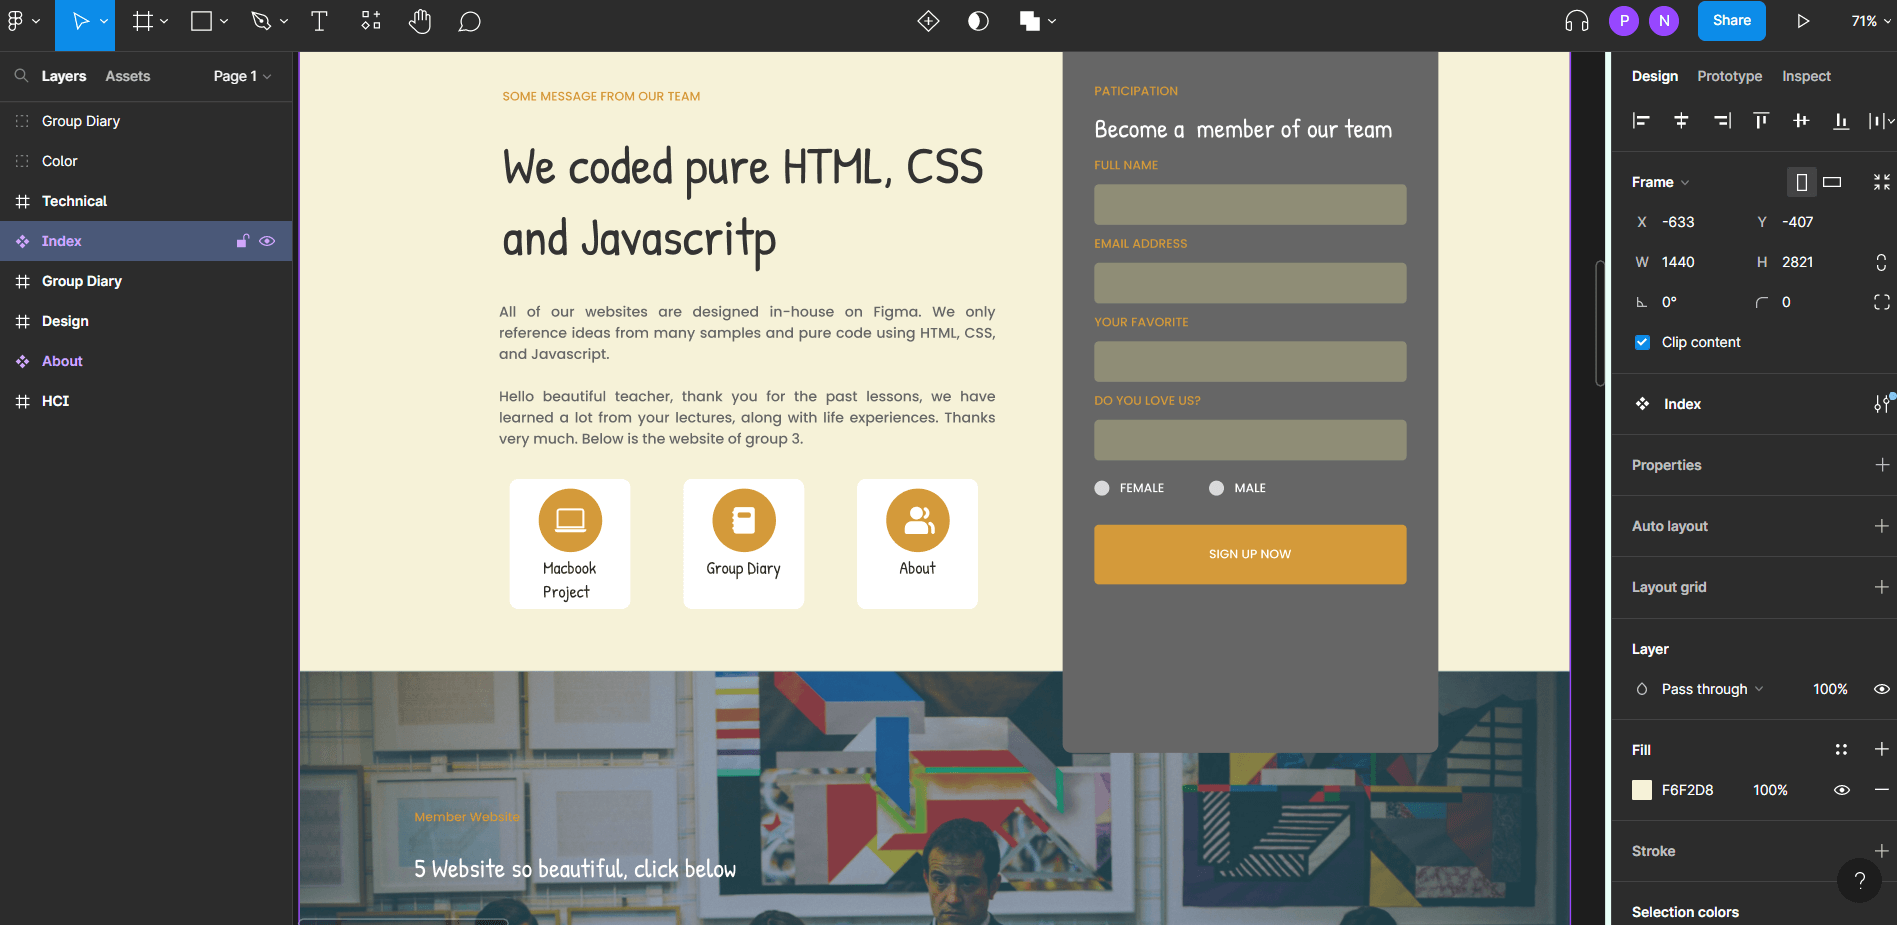 Share
P
N
71%
Layers
Assets
Page 1
Group Diary
Color
Technical
Index
Group Diary
Design
About
HCI
SOME MESSAGE FROM OUR TEAM
We coded pure HTML, CSS
and Javascritp
All of our websites are designed in-house on Figma. We only
reference ideas from many samples and pure code using HTML, CSS,
and Javascript.
Hello beautiful teacher, thank you for the past lessons, we have
learned a lot from your lectures, along with life experiences. Thanks
very much. Below is the website of group 3.
Macbook
Project
Group Diary
About
PATICIPATION
Become a member of our team
FULL NAME
EMAIL ADDRESS
YOUR FAVORITE
DO YOU LOVE US?
FEMALE
MALE
SIGN UP NOW
Member Website
5 Website so beautiful, click below
Design
Prototype
Inspect
Frame
X -633
Y -407
W 1440
H 2821
0°
0
Clip content
Index
Properties
Auto layout
Layout grid
Layer
Pass through
100%
Fill
F6F2D8
100%
Stroke
?
Selection colors